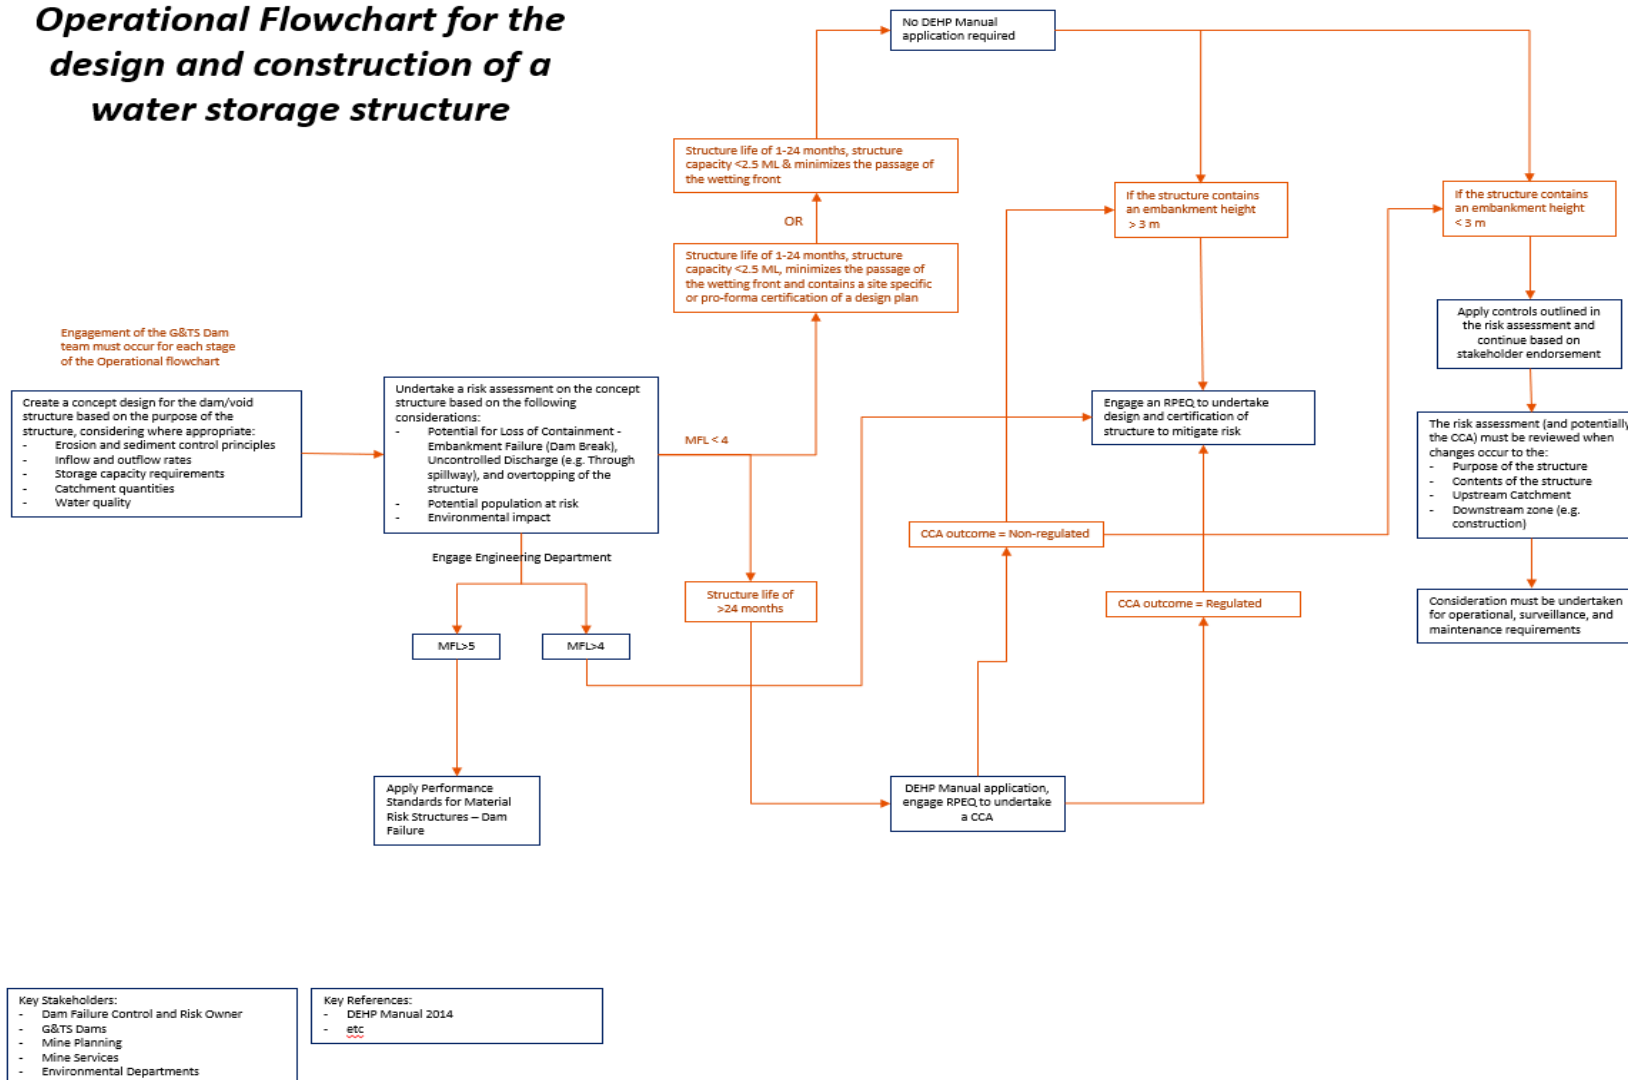 Operational Flowchart for the
design and construction of a
water storage structure
No DEHP Manual
application required
Structure life of 1-24 months, structure
capacity <2.5 ML & minimizes the passage of
the wetting front
OR
Structure life of 1-24 months, structure
capacity <2.5 ML, minimizes the passage of
the wetting front and contains a site specific
or pro-forma certification of a design plan
If the structure contains
an embankment height
> 3 m
If the structure contains
an embankment height
< 3 m
Apply controls outlined in
the risk assessment and
continue based on
stakeholder endorsement
Engagement of the G&TS Dam
team must occur for each stage
of the Operational flowchart
Create a concept design for the dam/void
structure based on the purpose of the
structure, considering where appropriate:
- Erosion and sediment control principles
- Inflow and outflow rates
- Storage capacity requirements
- Catchment quantities
- Water quality
Undertake a risk assessment on the concept
structure based on the following
considerations:
- Potential for Loss of Containment -
Embankment Failure (Dam Break),
Uncontrolled Discharge (e.g. Through
spillway), and overtopping of the
structure
- Potential population at risk
- Environmental impact
MFL < 4
Engage an RPEQ to undertake
design and certification of
structure to mitigate risk
The risk assessment (and potentially
the CCA) must be reviewed when
changes occur to the:
- Purpose of the structure
- Contents of the structure
- Upstream Catchment
- Downstream zone (e.g.
construction)
CCA outcome = Non-regulated
Engage Engineering Department
Structure life of
>24 months
CCA outcome = Regulated
Consideration must be undertaken
for operational, surveillance, and
maintenance requirements
MFL>5
MFL>4
Apply Performance
Standards for Material
Risk Structures – Dam
Failure
DEHP Manual application,
engage RPEQ to undertake
a CCA
Key Stakeholders:
- Dam Failure Control and Risk Owner
- G&TS Dams
- Mine Planning
- Mine Services
- Environmental Departments
Key References:
- DEHP Manual 2014
- etc